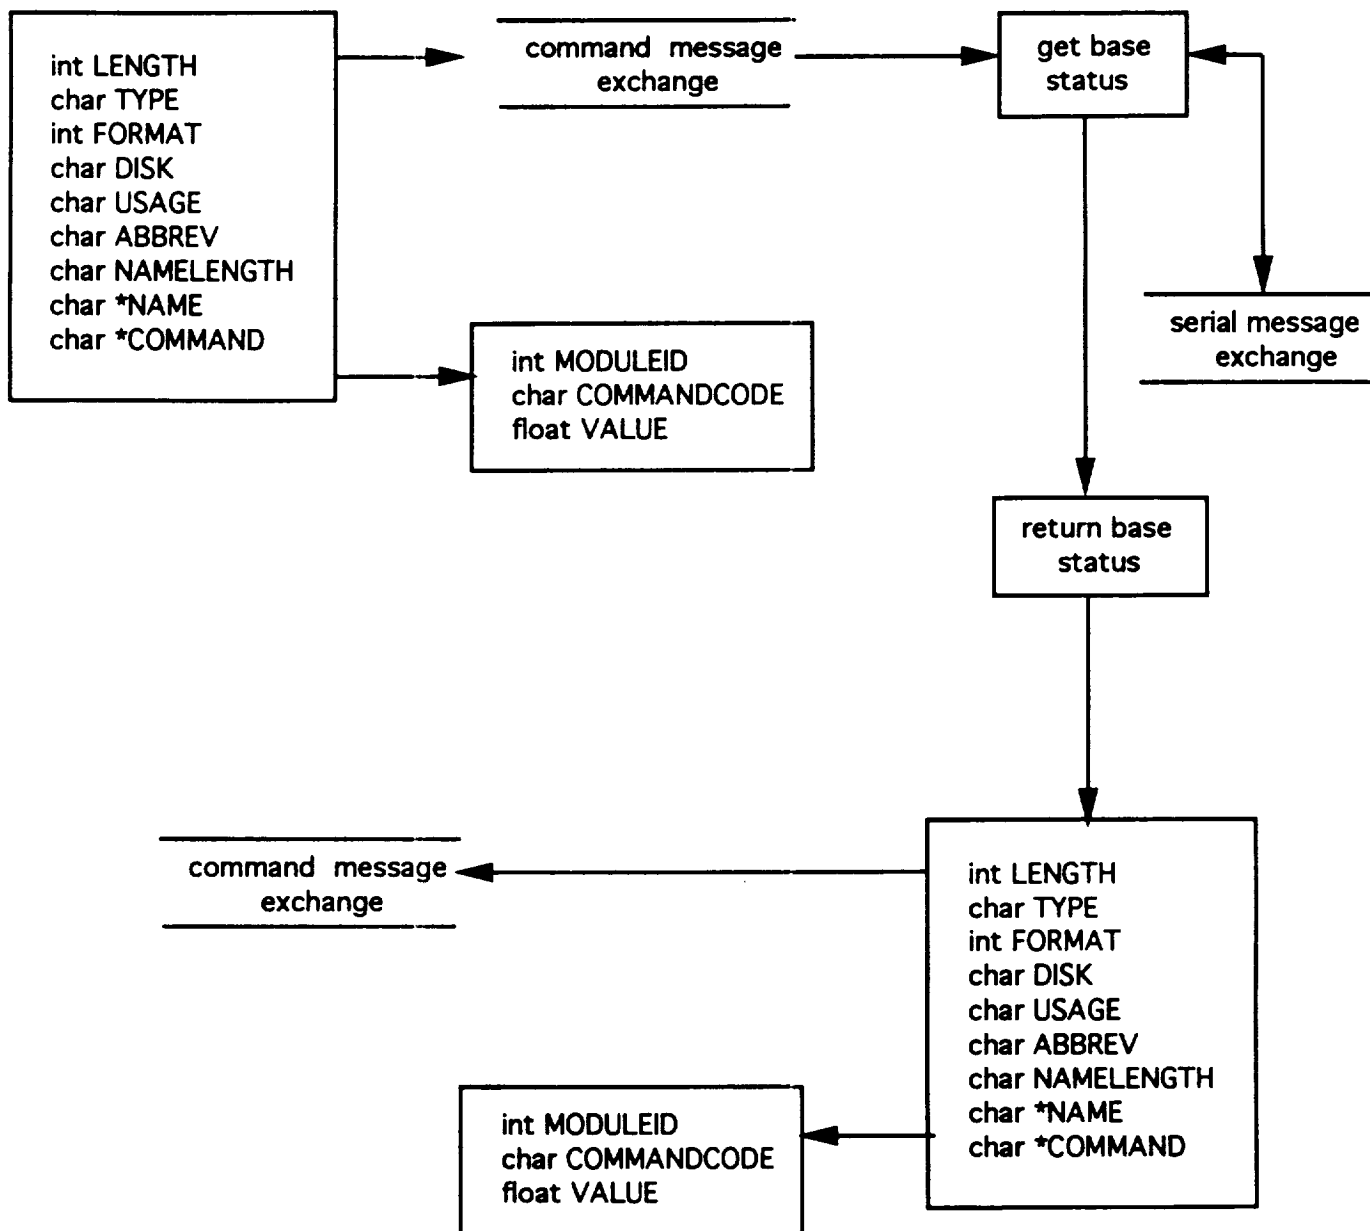 int LENGTH
char TYPE
int FORMAT
char DISK
char USAGE
char ABBREV
char NAMELENGTH
char *NAME
char *COMMAND
command message
exchange
get base
status
serial message
exchange
int MODULEID
char COMMANDCODE
float VALUE
return base
status
command message
exchange
int LENGTH
char TYPE
int FORMAT
char DISK
char USAGE
char ABBREV
char NAMELENGTH
char *NAME
char *COMMAND
int MODULEID
char COMMANDCODE
float VALUE